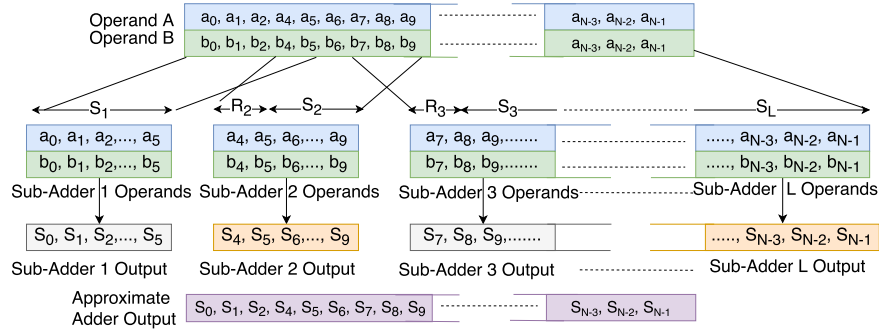 Operand A a0, a1, a2, a4, a5, a6, a7, a8, a9 aN-3, aN-2, aN-1
Operand B b0, b1, b2, b4, b5, b6, b7, b8, b9 aN-3, aN-2, aN-1
S1 R2 S2 R3 S3 SL
a0, a1, a2,..., a5 a4, a5, a6,..., a9 a7, a8, a9,....... ...., aN-3, aN-2, aN-1
b0, b1, b2,..., b5 b4, b5, b6,..., b9 b7, b8, b9,....... ...., bN-3, bN-2, bN-1
Sub-Adder 1 Operands Sub-Adder 2 Operands Sub-Adder 3 Operands Sub-Adder L Operands
S0, S1, S2,..., S5 S4, S5, S6,..., S9 S7, S8, S9,....... ....., SN-3, SN-2, SN-1
Sub-Adder 1 Output Sub-Adder 2 Output Sub-Adder 3 Output Sub-Adder L Output
Approximate
Adder Output S0, S1, S2, S4, S5, S6, S7, S8, S9 SN-3, SN-2, SN-1